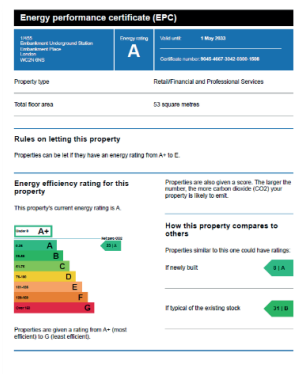 Energy performance certificate (EPC)
Embankment Underground Station
Embankment Place
London
WC2N 6NS
Energy rating
A
Valid until
1 May 2033
Certificate number:
Property type
Retail/Financial and Professional Services
Total floor area
53 square metres
Rules on letting this property
Properties can be let if they have an energy rating from A+ to E.
Energy efficiency rating for this
property
This property's current energy rating is A.
A+
A
B
C
D
E
F
G
Net zero CO2
Properties are given a rating from A+ (most
efficient) to G (least efficient).
Properties are also given a score. The larger the
number, the more carbon dioxide (CO2) your
property is likely to emit.
How this property compares to
others
Properties similar to this one could have ratings:
If newly built
If typical of the existing stock